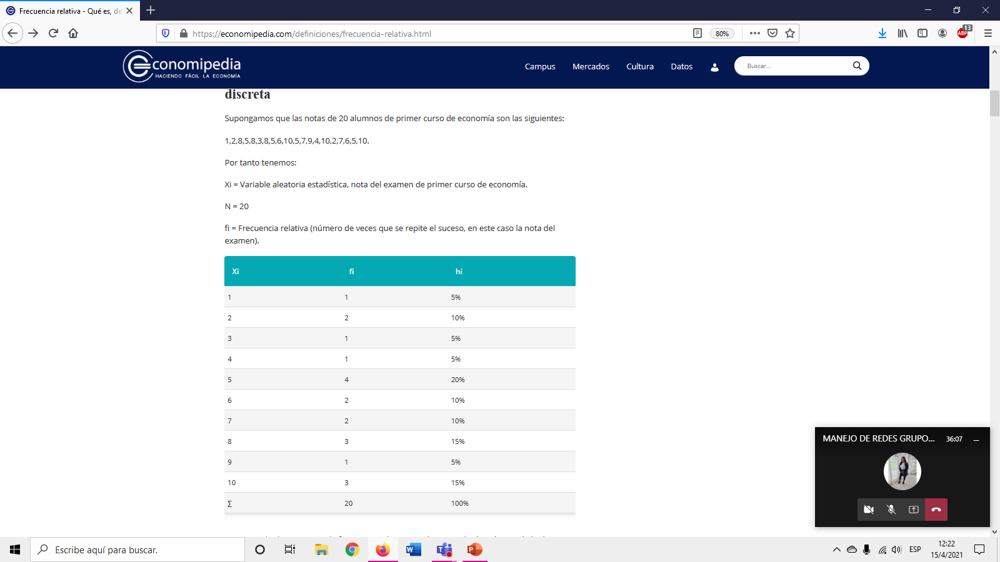 Frecuencia relativa - Qué es, de
https://economipedia.com/definiciones/frecuencia-relativa.html
80%
13
ABP
conomipedia
HACIENDO FÁCIL LA ECONOMÍA
Campus
Mercados
Cultura
Datos
Buscar...
discreta
Supongamos que las notas de 20 alumnos de primer curso de economía son las siguientes:
1,2,8,5,8,3,8,5,6,10,5,7,9,4,10,2,7,6,5,10.
Por tanto tenemos:
Xi = Variable aleatoria estadística, nota del examen de primer curso de economía.
N = 20
fi = Frecuencia relativa (número de veces que se repite el suceso, en este caso la nota del
examen).
Xi fi hi
1 1 5%
2 2 10%
3 1 5%
4 1 5%
5 4 20%
6 2 10%
7 2 10%
8 3 15%
9 1 5%
10 3 15%
∑ 20 100%
MANEJO DE REDES GRUPO... 36:07
Escribe aquí para buscar.
ESP
12:22
15/4/2021